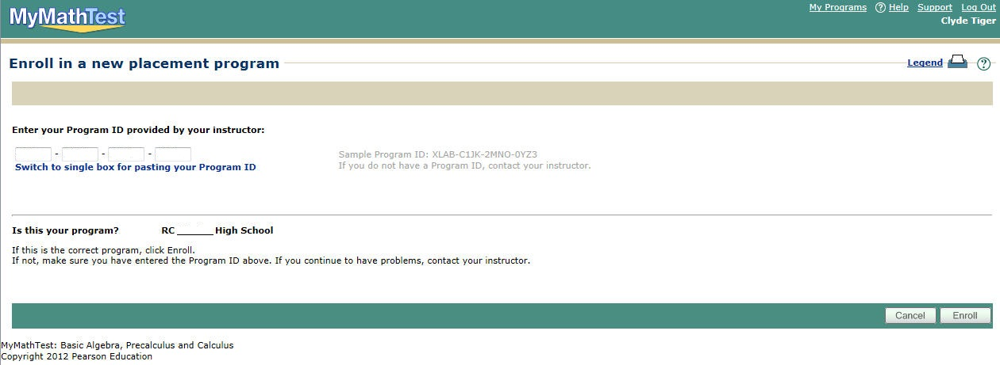 MyMathTest
My Programs ? Help Support Log Out
Clyde Tiger
Enroll in a new placement program
Legend ?
Enter your Program ID provided by your instructor:
- - -
Sample Program ID: XLAB-C1JK-2MNO-0YZ3
Switch to single box for pasting your Program ID
If you do not have a Program ID, contact your instructor.
Is this your program? RC ______ High School
If this is the correct program, click Enroll.
If not, make sure you have entered the Program ID above. If you continue to have problems, contact your instructor.
Cancel Enroll
MyMathTest: Basic Algebra, Precalculus and Calculus
Copyright 2012 Pearson Education